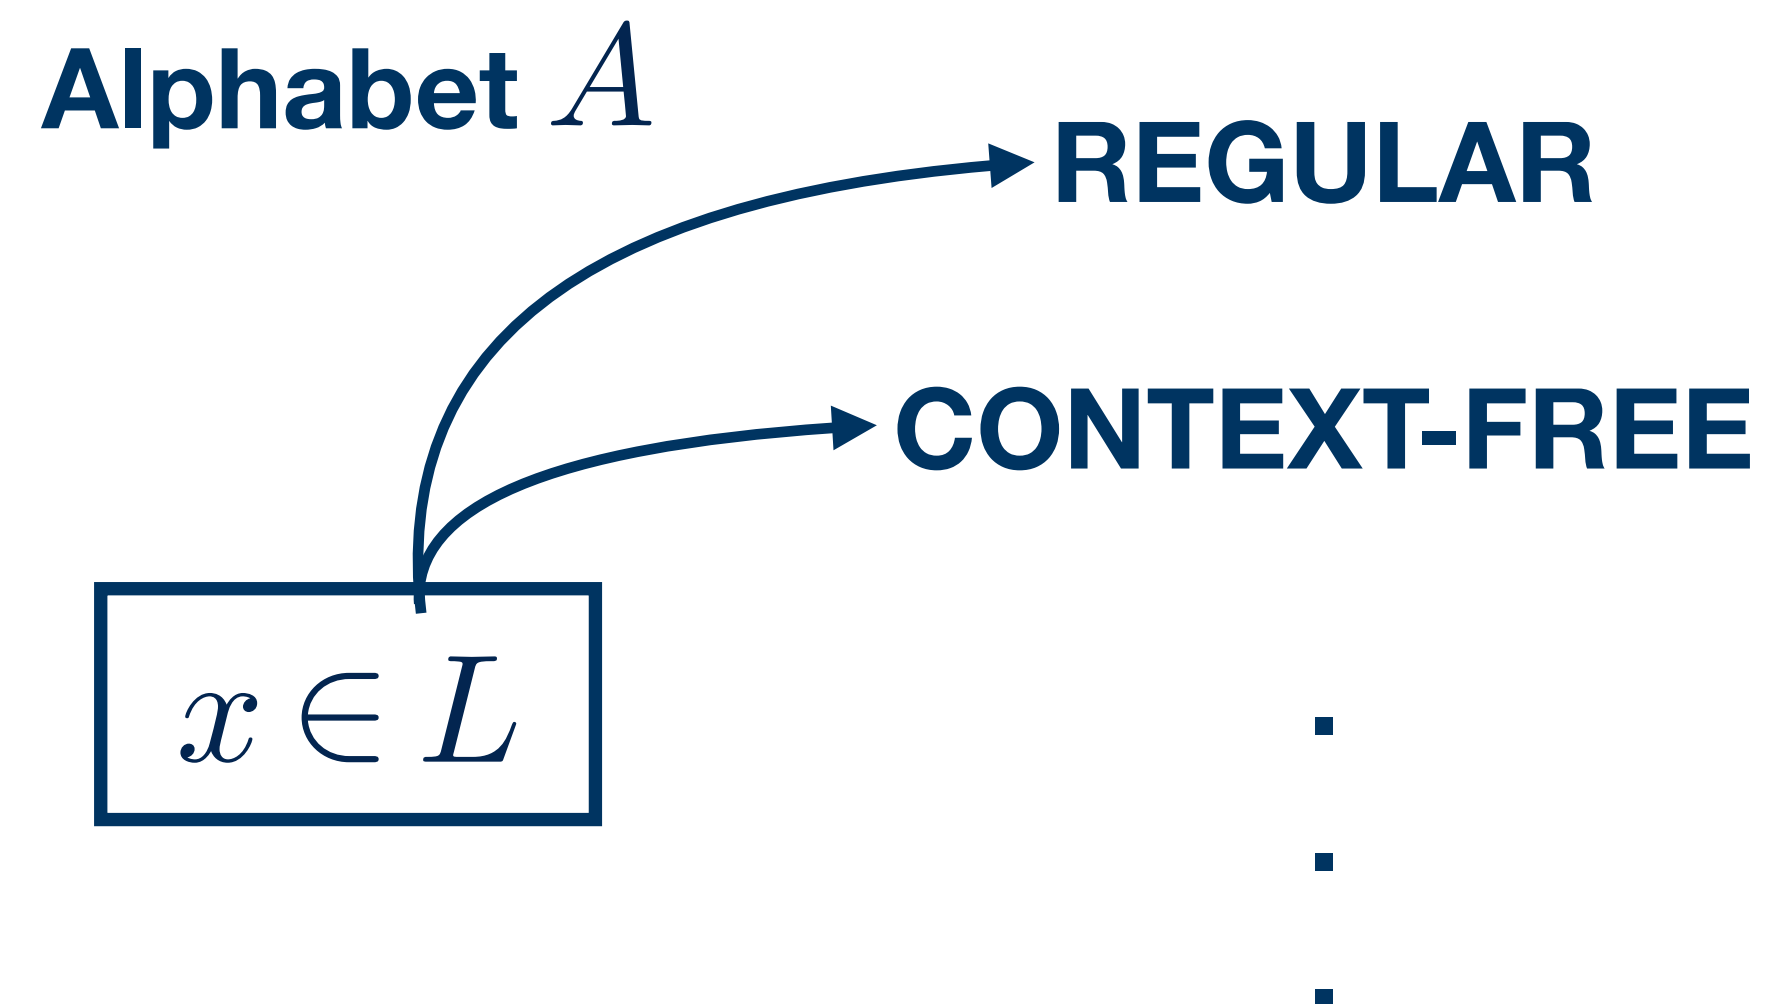 Alphabet A
REGULAR
CONTEXT-FREE
x ∈ L
.
.
.